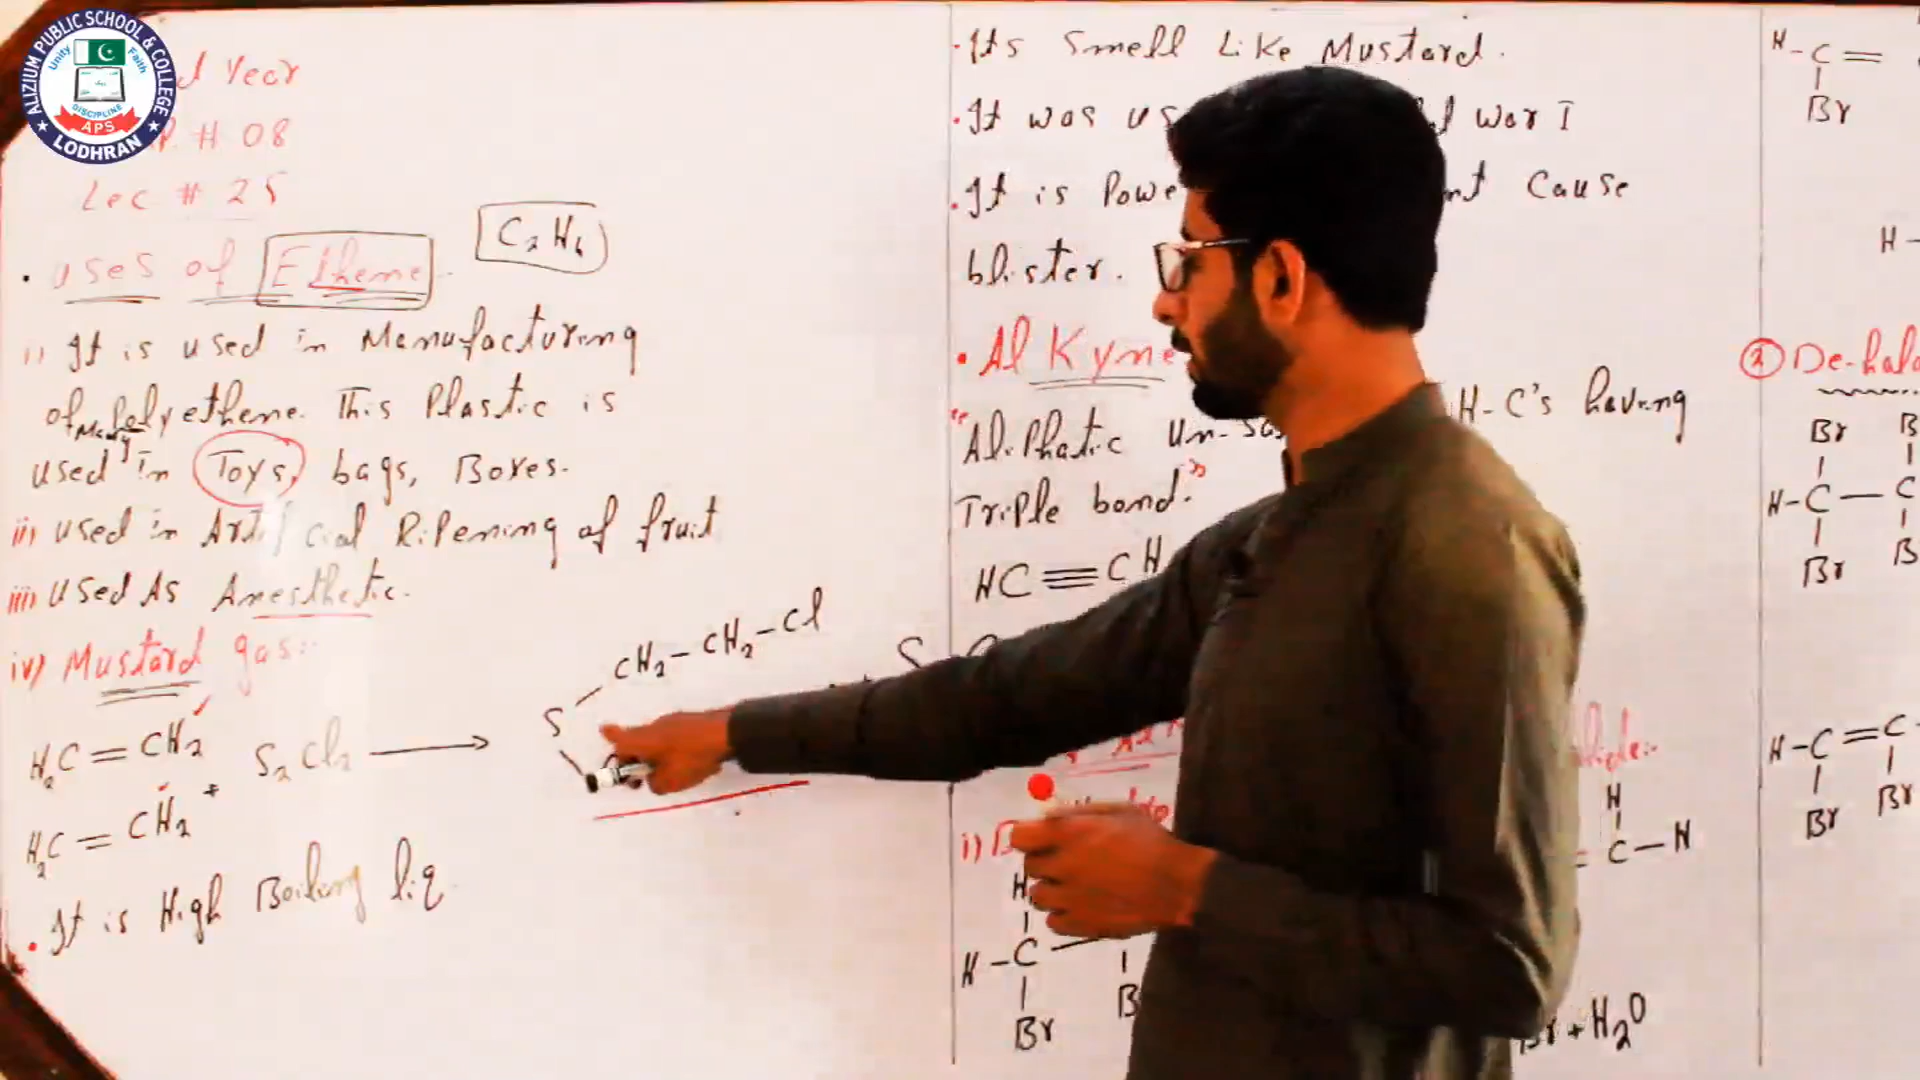 ALIZIUM PUBLIC SCHOOL & COLLEGE
Unity Faith
DISCIPLINE
APS
LODHRAN
d Year
# 08
Lec # 25
• Uses of Ethene
C2H4
i) It is used in Manufacturing
of Polyethene. This Plastic is
Many
used in Toys, bags, Boxes.
ii) used in Artificial Ripening of fruit
iii) Used As Anesthetic.
iv) Mustard gas:-
CH2-CH2-Cl
S
H2C=CH2
+ S2Cl2 →
H2C=CH2
• It is High Boiling liq.
• Its Smell Like Mustard.
• It was us War I
• It is Powe nt Cause
blister.
• AlKyne
Aliphatic Un-sa H-C's having
Triple bond.
HC≡CH
S
i) B
H
H-C—
Br
B
H
= C-H
Br + H2O
H-C=
Br
H-
② De-hal
Br B
H-C—C
Br B
H-C=C
Br Br